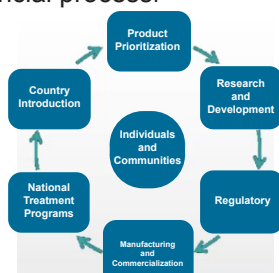 Product
Prioritization
Research
and
Development
Regulatory
Manufacturing
and
Commercialization
National
Treatment
Programs
Country
Introduction
Individuals
and
Communities